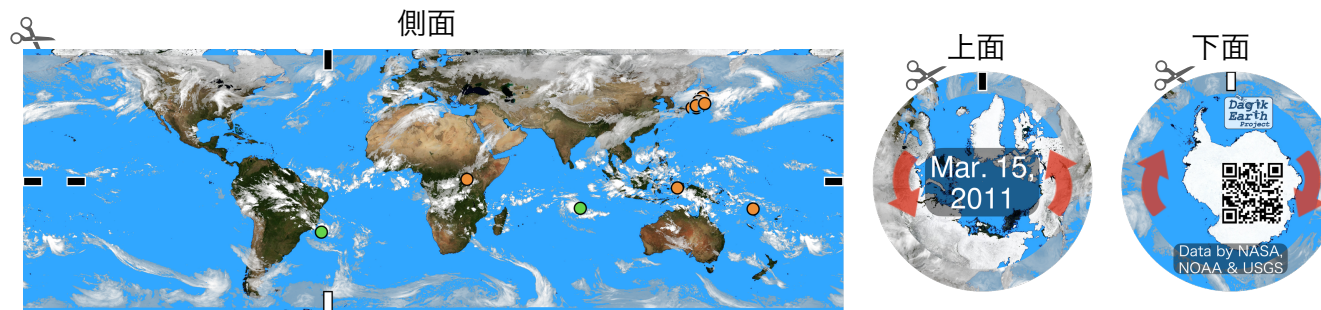 側面
上面
下面
Mar. 15,
2011
Dagik
Earth
Project
Data by NASA,
NOAA & USGS